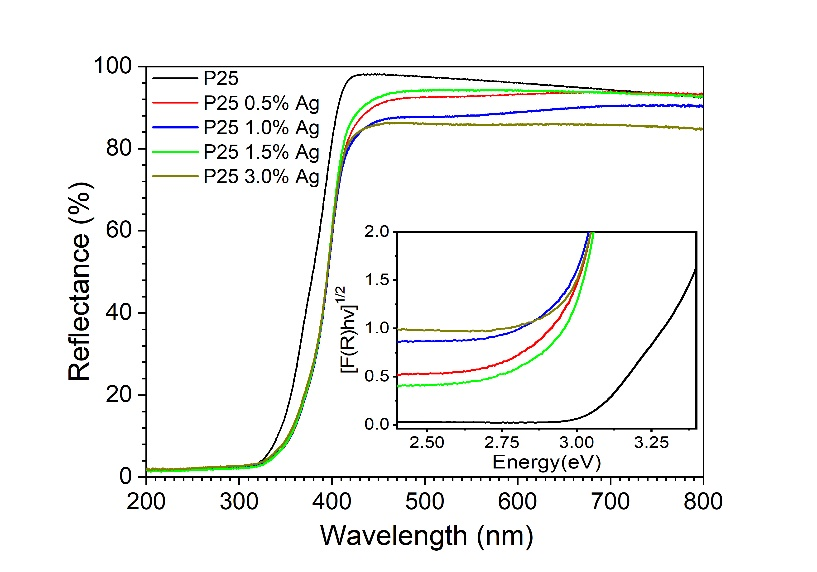 100
80
60
40
20
0
Reflectance (%)
P25
P25 0.5% Ag
P25 1.0% Ag
P25 1.5% Ag
P25 3.0% Ag
2.0
1.5
1.0
0.5
0.0
[F(R)hv]1/2
2.50 2.75 3.00 3.25
Energy(eV)
200 300 400 500 600 700 800
Wavelength (nm)